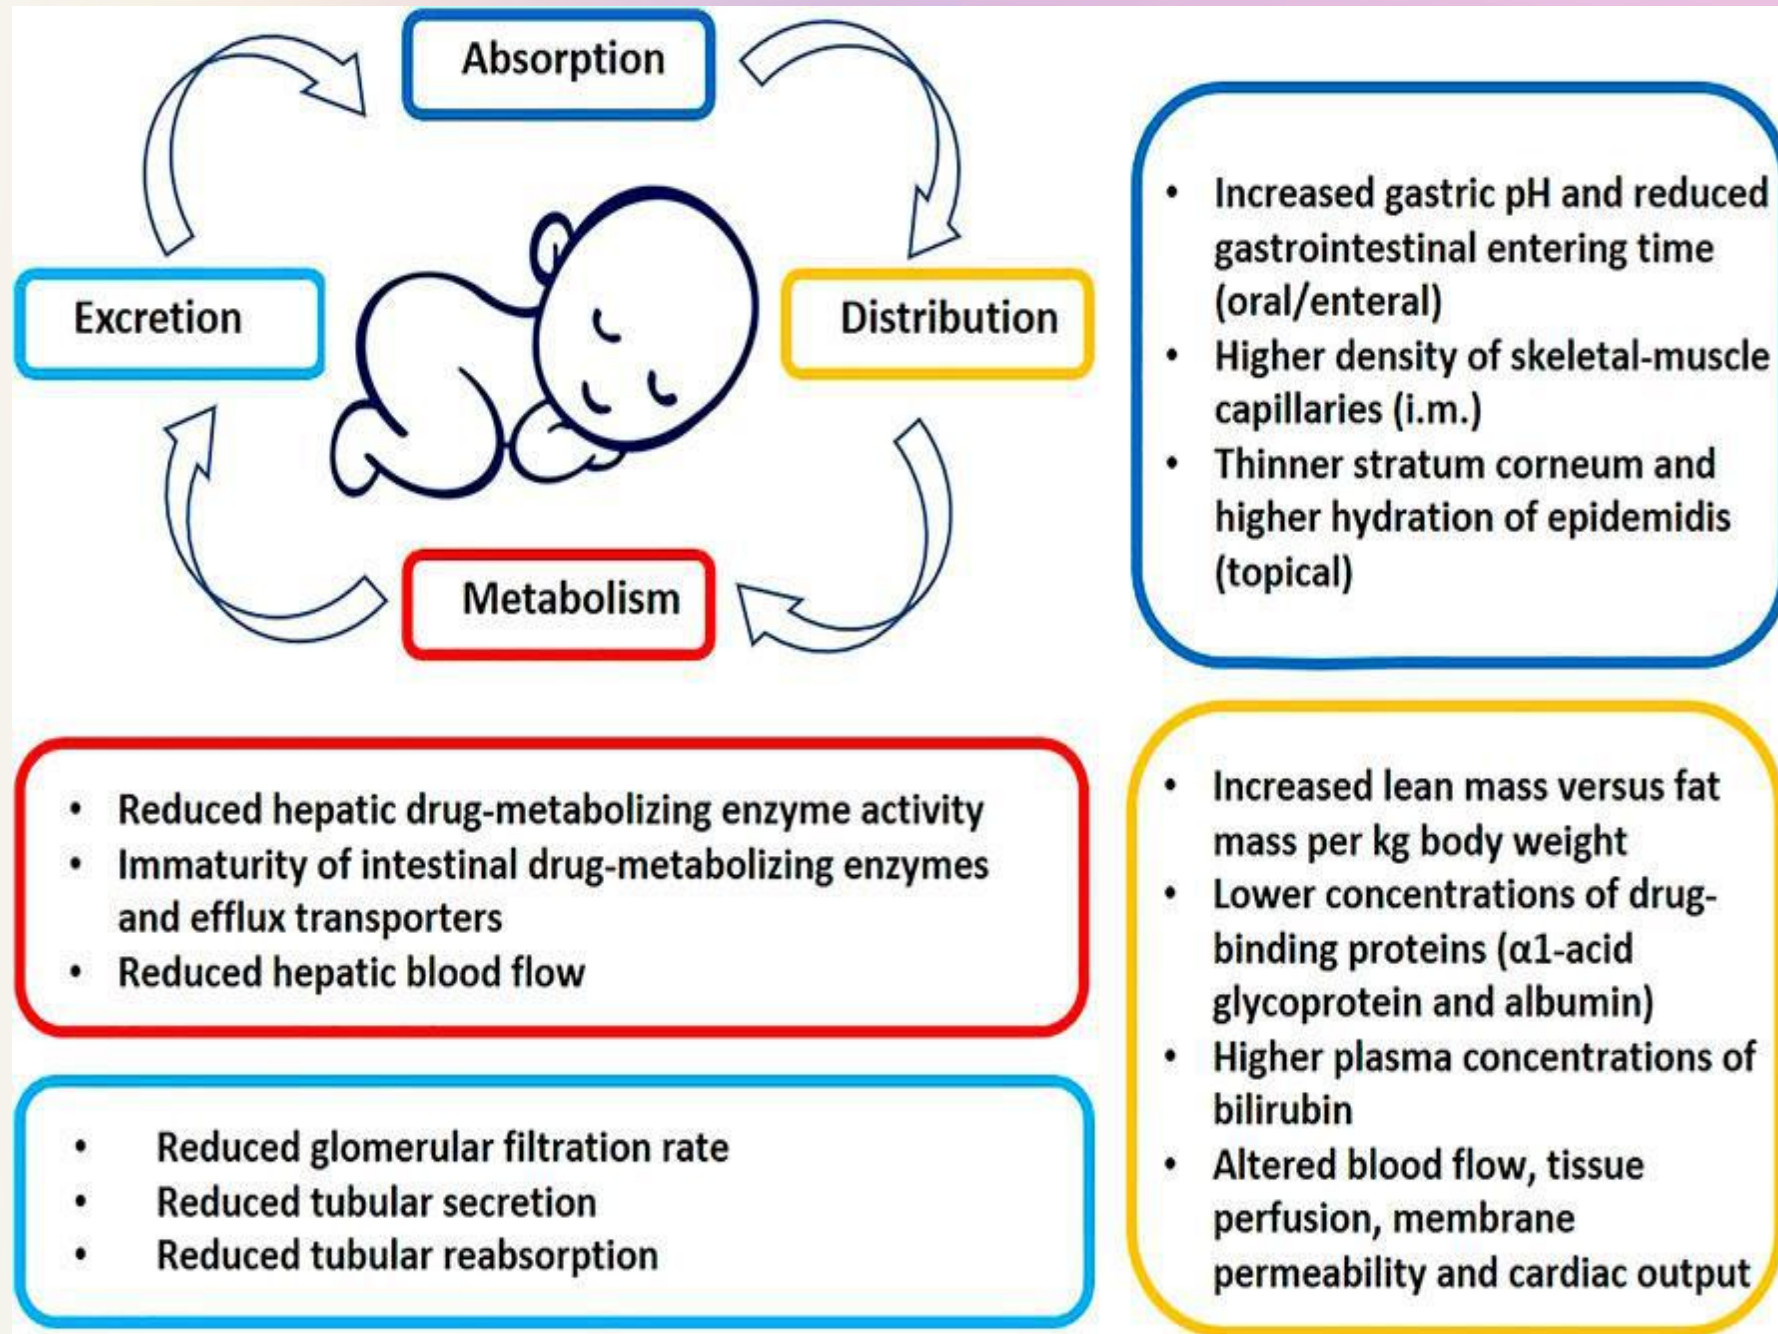 Absorption
Excretion
Distribution
Metabolism
• Increased gastric pH and reduced
gastrointestinal entering time
(oral/enteral)
• Higher density of skeletal-muscle
capillaries (i.m.)
• Thinner stratum corneum and
higher hydration of epidemidis
(topical)
• Reduced hepatic drug-metabolizing enzyme activity
• Immaturity of intestinal drug-metabolizing enzymes
and efflux transporters
• Reduced hepatic blood flow
• Reduced glomerular filtration rate
• Reduced tubular secretion
• Reduced tubular reabsorption
• Increased lean mass versus fat
mass per kg body weight
• Lower concentrations of drug-
binding proteins (α1-acid
glycoprotein and albumin)
• Higher plasma concentrations of
bilirubin
• Altered blood flow, tissue
perfusion, membrane
permeability and cardiac output